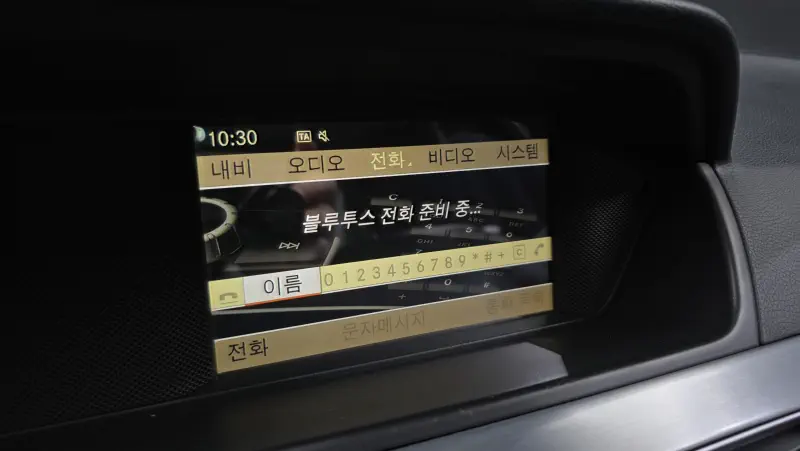 10:30 TA
내비 오디오 전화 비디오 시스템
블루투스 전화 준비 중...
이름 0 1 2 3 4 5 6 7 8 9 * # + C
전화 문자메시지